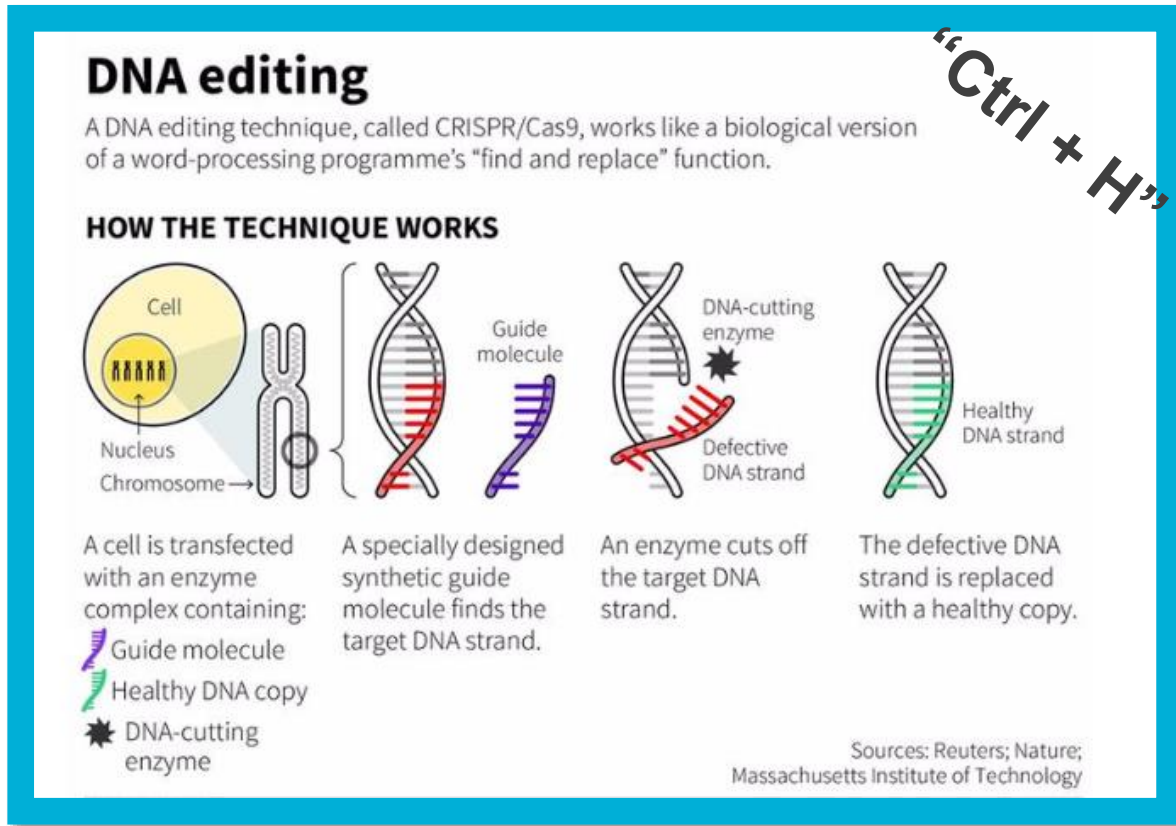 DNA editing
“Ctrl + H”
A DNA editing technique, called CRISPR/Cas9, works like a biological version
of a word-processing programme’s “find and replace” function.
HOW THE TECHNIQUE WORKS
Cell
Nucleus
Chromosome
Guide
molecule
DNA-cutting
enzyme
Defective
DNA strand
Healthy
DNA strand
A cell is transfected
with an enzyme
complex containing:
Guide molecule
Healthy DNA copy
DNA-cutting
enzyme
A specially designed
synthetic guide
molecule finds the
target DNA strand.
An enzyme cuts off
the target DNA
strand.
The defective DNA
strand is replaced
with a healthy copy.
Sources: Reuters; Nature;
Massachusetts Institute of Technology